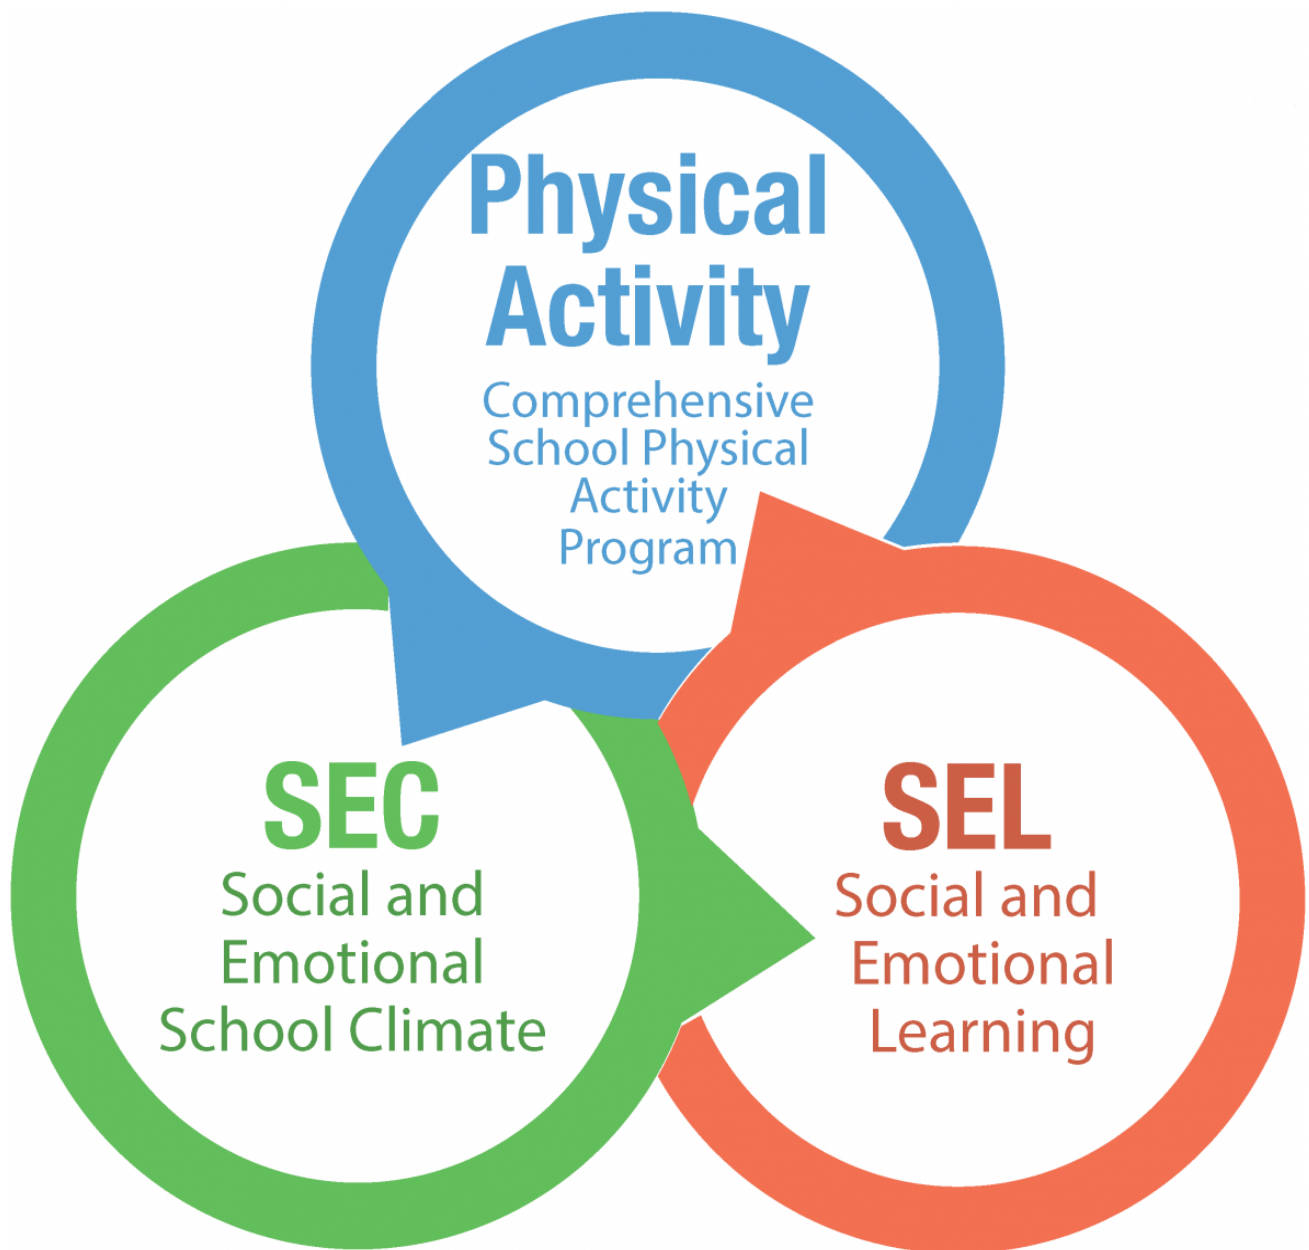 Physical
Activity
Comprehensive
School Physical
Activity
Program
SEC
Social and
Emotional
School Climate
SEL
Social and
Emotional
Learning